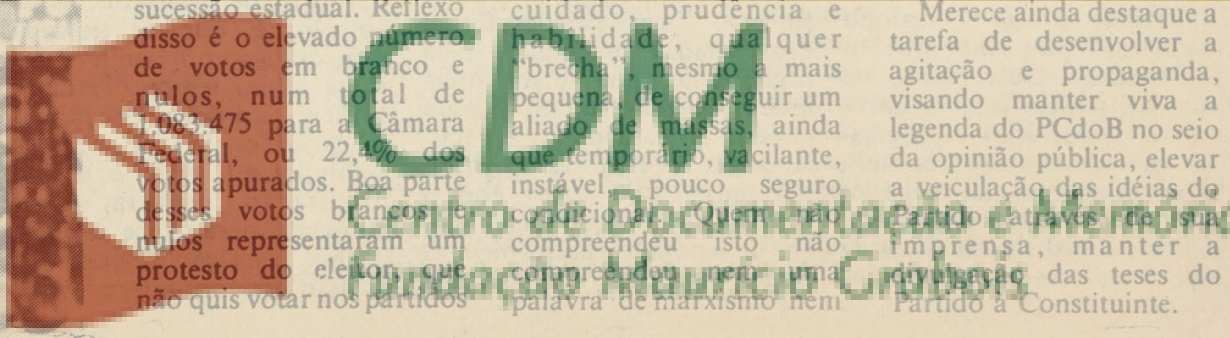 sucessão estadual. Reflexo
disso é o elevado número
de votos em branco e
nulos, num total de
1.083.475 para a Câmara
Federal, ou 22,4% dos
votos apurados. Boa parte
desses votos brancos e
nulos representaram um
protesto do eleitor, que
não quis votar nos partidos
cuidado, prudência e
habilidade, qualquer
“brecha”, mesmo a mais
pequena, de conseguir um
aliado de massas, ainda
que temporário, vacilante,
instável, pouco seguro,
condicional. Quem não
compreendeu isto não
compreendeu nem uma
palavra de marxismo nem
Merece ainda destaque a
tarefa de desenvolver a
agitação e propaganda,
visando manter viva a
legenda do PCdoB no seio
da opinião pública, elevar
a veiculação das idéias do
Partido através de sua
imprensa, manter a
divulgação das teses do
Partido à Constituinte.
CDM
Centro de Documentação e Memória
Fundação Maurício Grabois